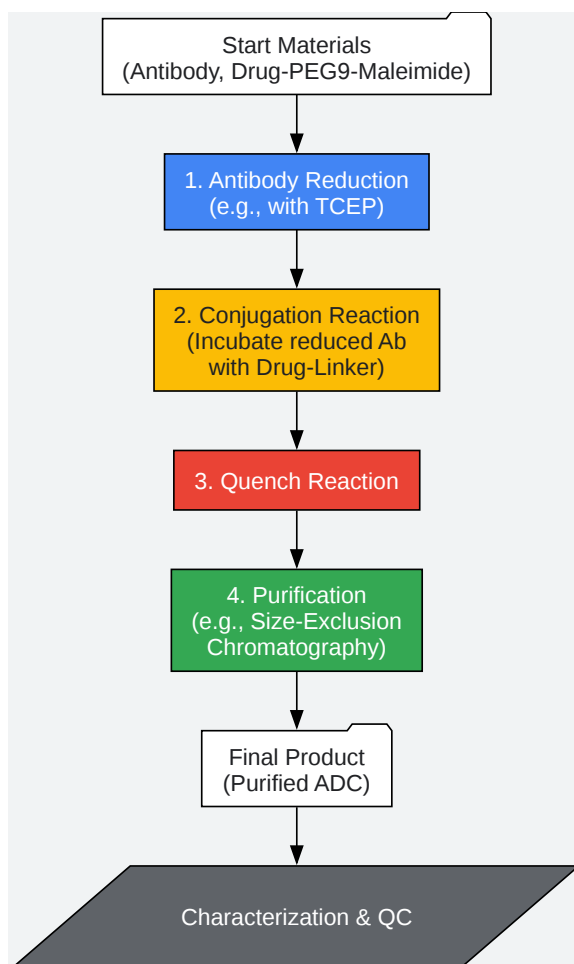 Start Materials
(Antibody, Drug-PEG9-Maleimide)
1. Antibody Reduction
(e.g., with TCEP)
2. Conjugation Reaction
(Incubate reduced Ab
with Drug-Linker)
3. Quench Reaction
4. Purification
(e.g., Size-Exclusion
Chromatography)
Final Product
(Purified ADC)
Characterization & QC